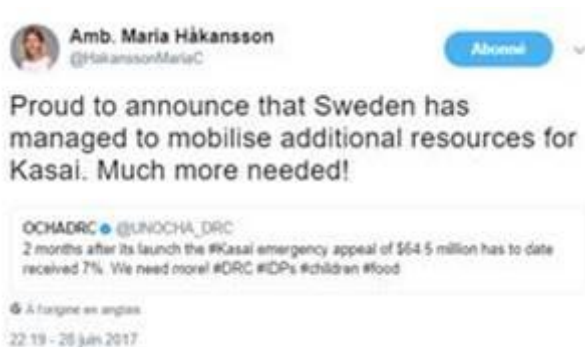 Amb. Maria Håkansson
@HakanssonMariaC
Abonné
Proud to announce that Sweden has
managed to mobilise additional resources for
Kasai. Much more needed!
OCHADRC @UNOCHA_DRC
2 months after its launch the #Kasai emergency appeal of $64.5 million has to date
received 7%. We need more! #DRC #IDPs #children #food
À l'origine en anglais
22:19 - 28 juin 2017